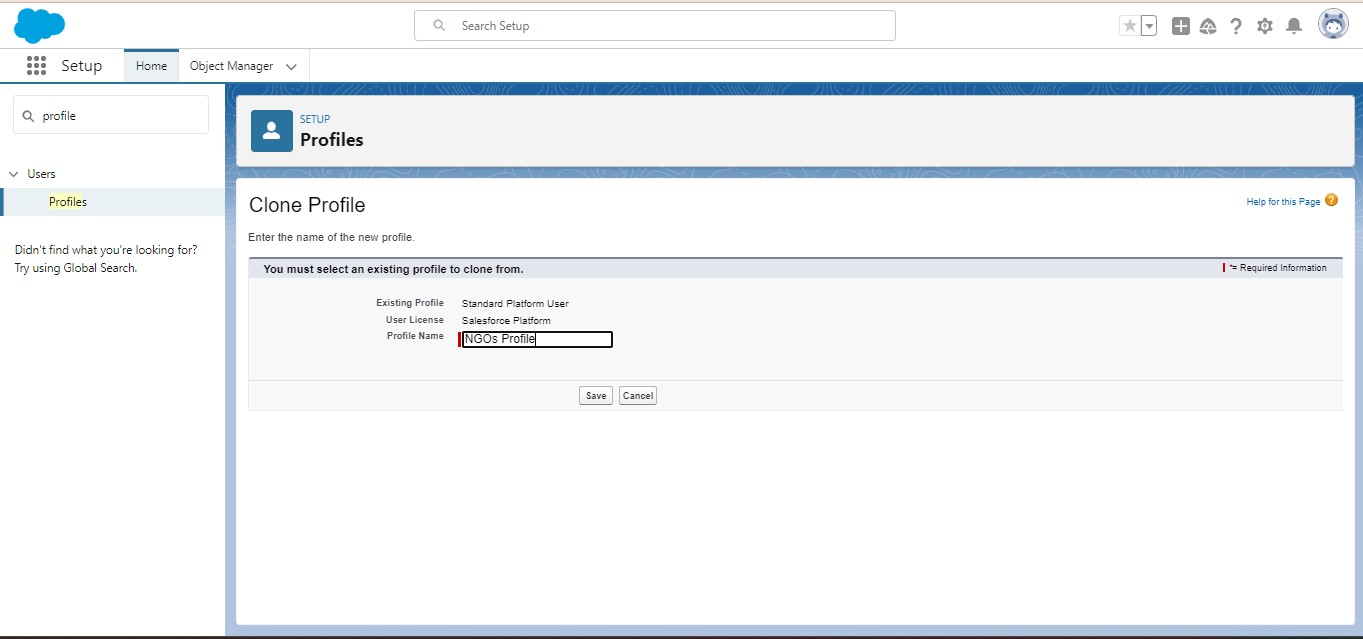 Search Setup
Setup
Home
Object Manager
profile
Users
Profiles
Didn't find what you're looking for?
Try using Global Search.
SETUP
Profiles
Clone Profile
Help for this Page
Enter the name of the new profile.
You must select an existing profile to clone from.
*= Required Information
Existing Profile Standard Platform User
User License Salesforce Platform
Profile Name NGOs Profile
Save Cancel